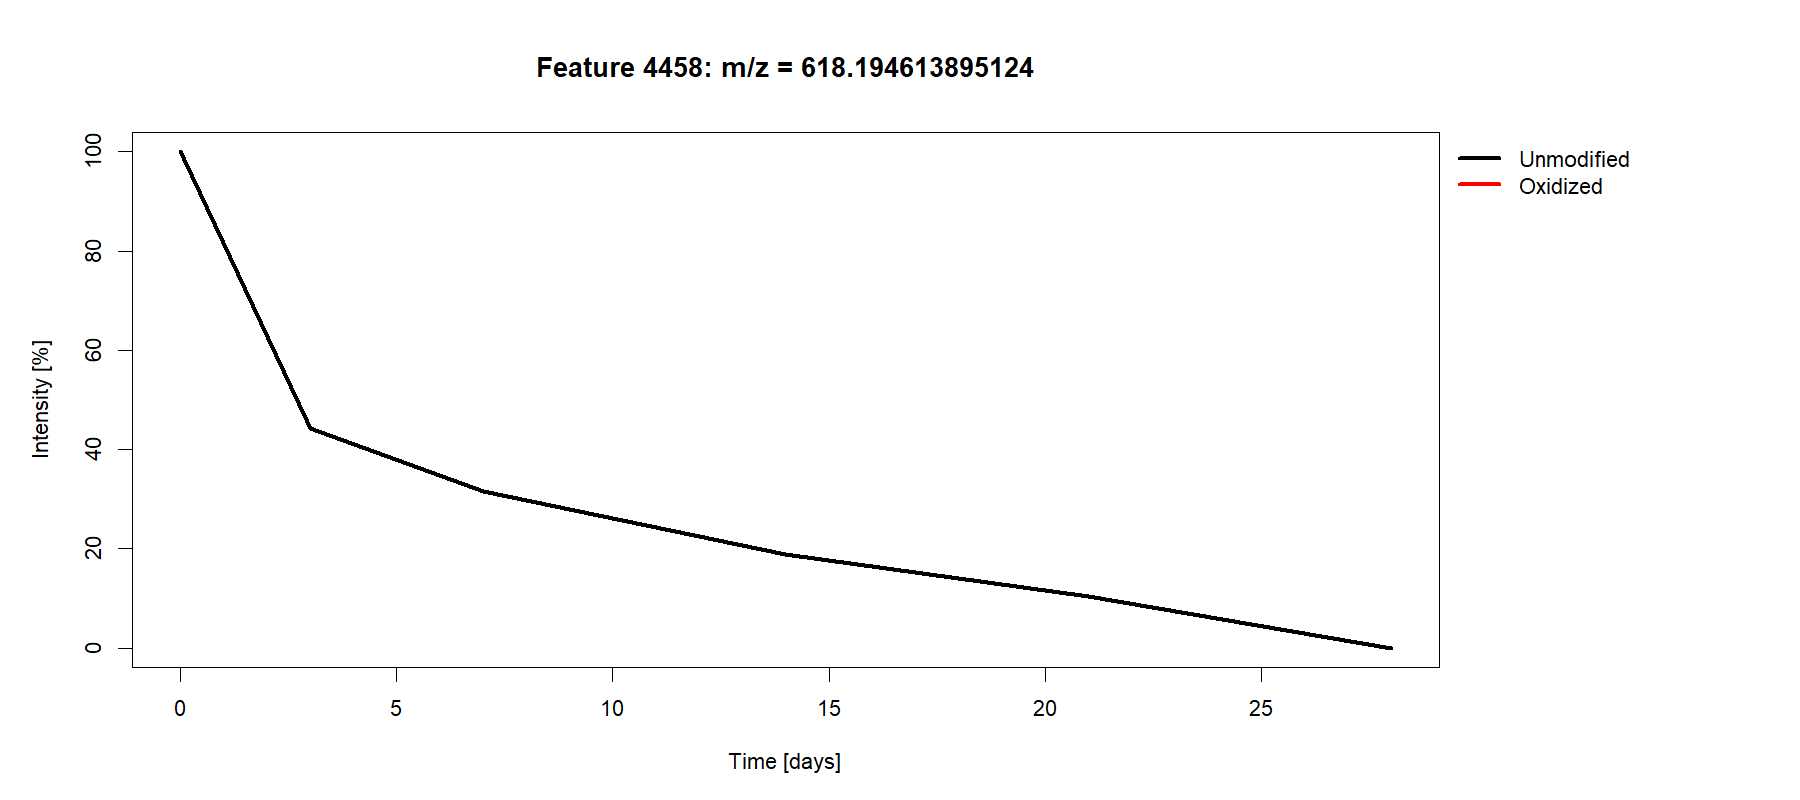 Feature 4458: m/z = 618.194613895124
Unmodified
Oxidized
Intensity [%]
100
80
60
40
20
0
0 5 10 15 20 25
Time [days]